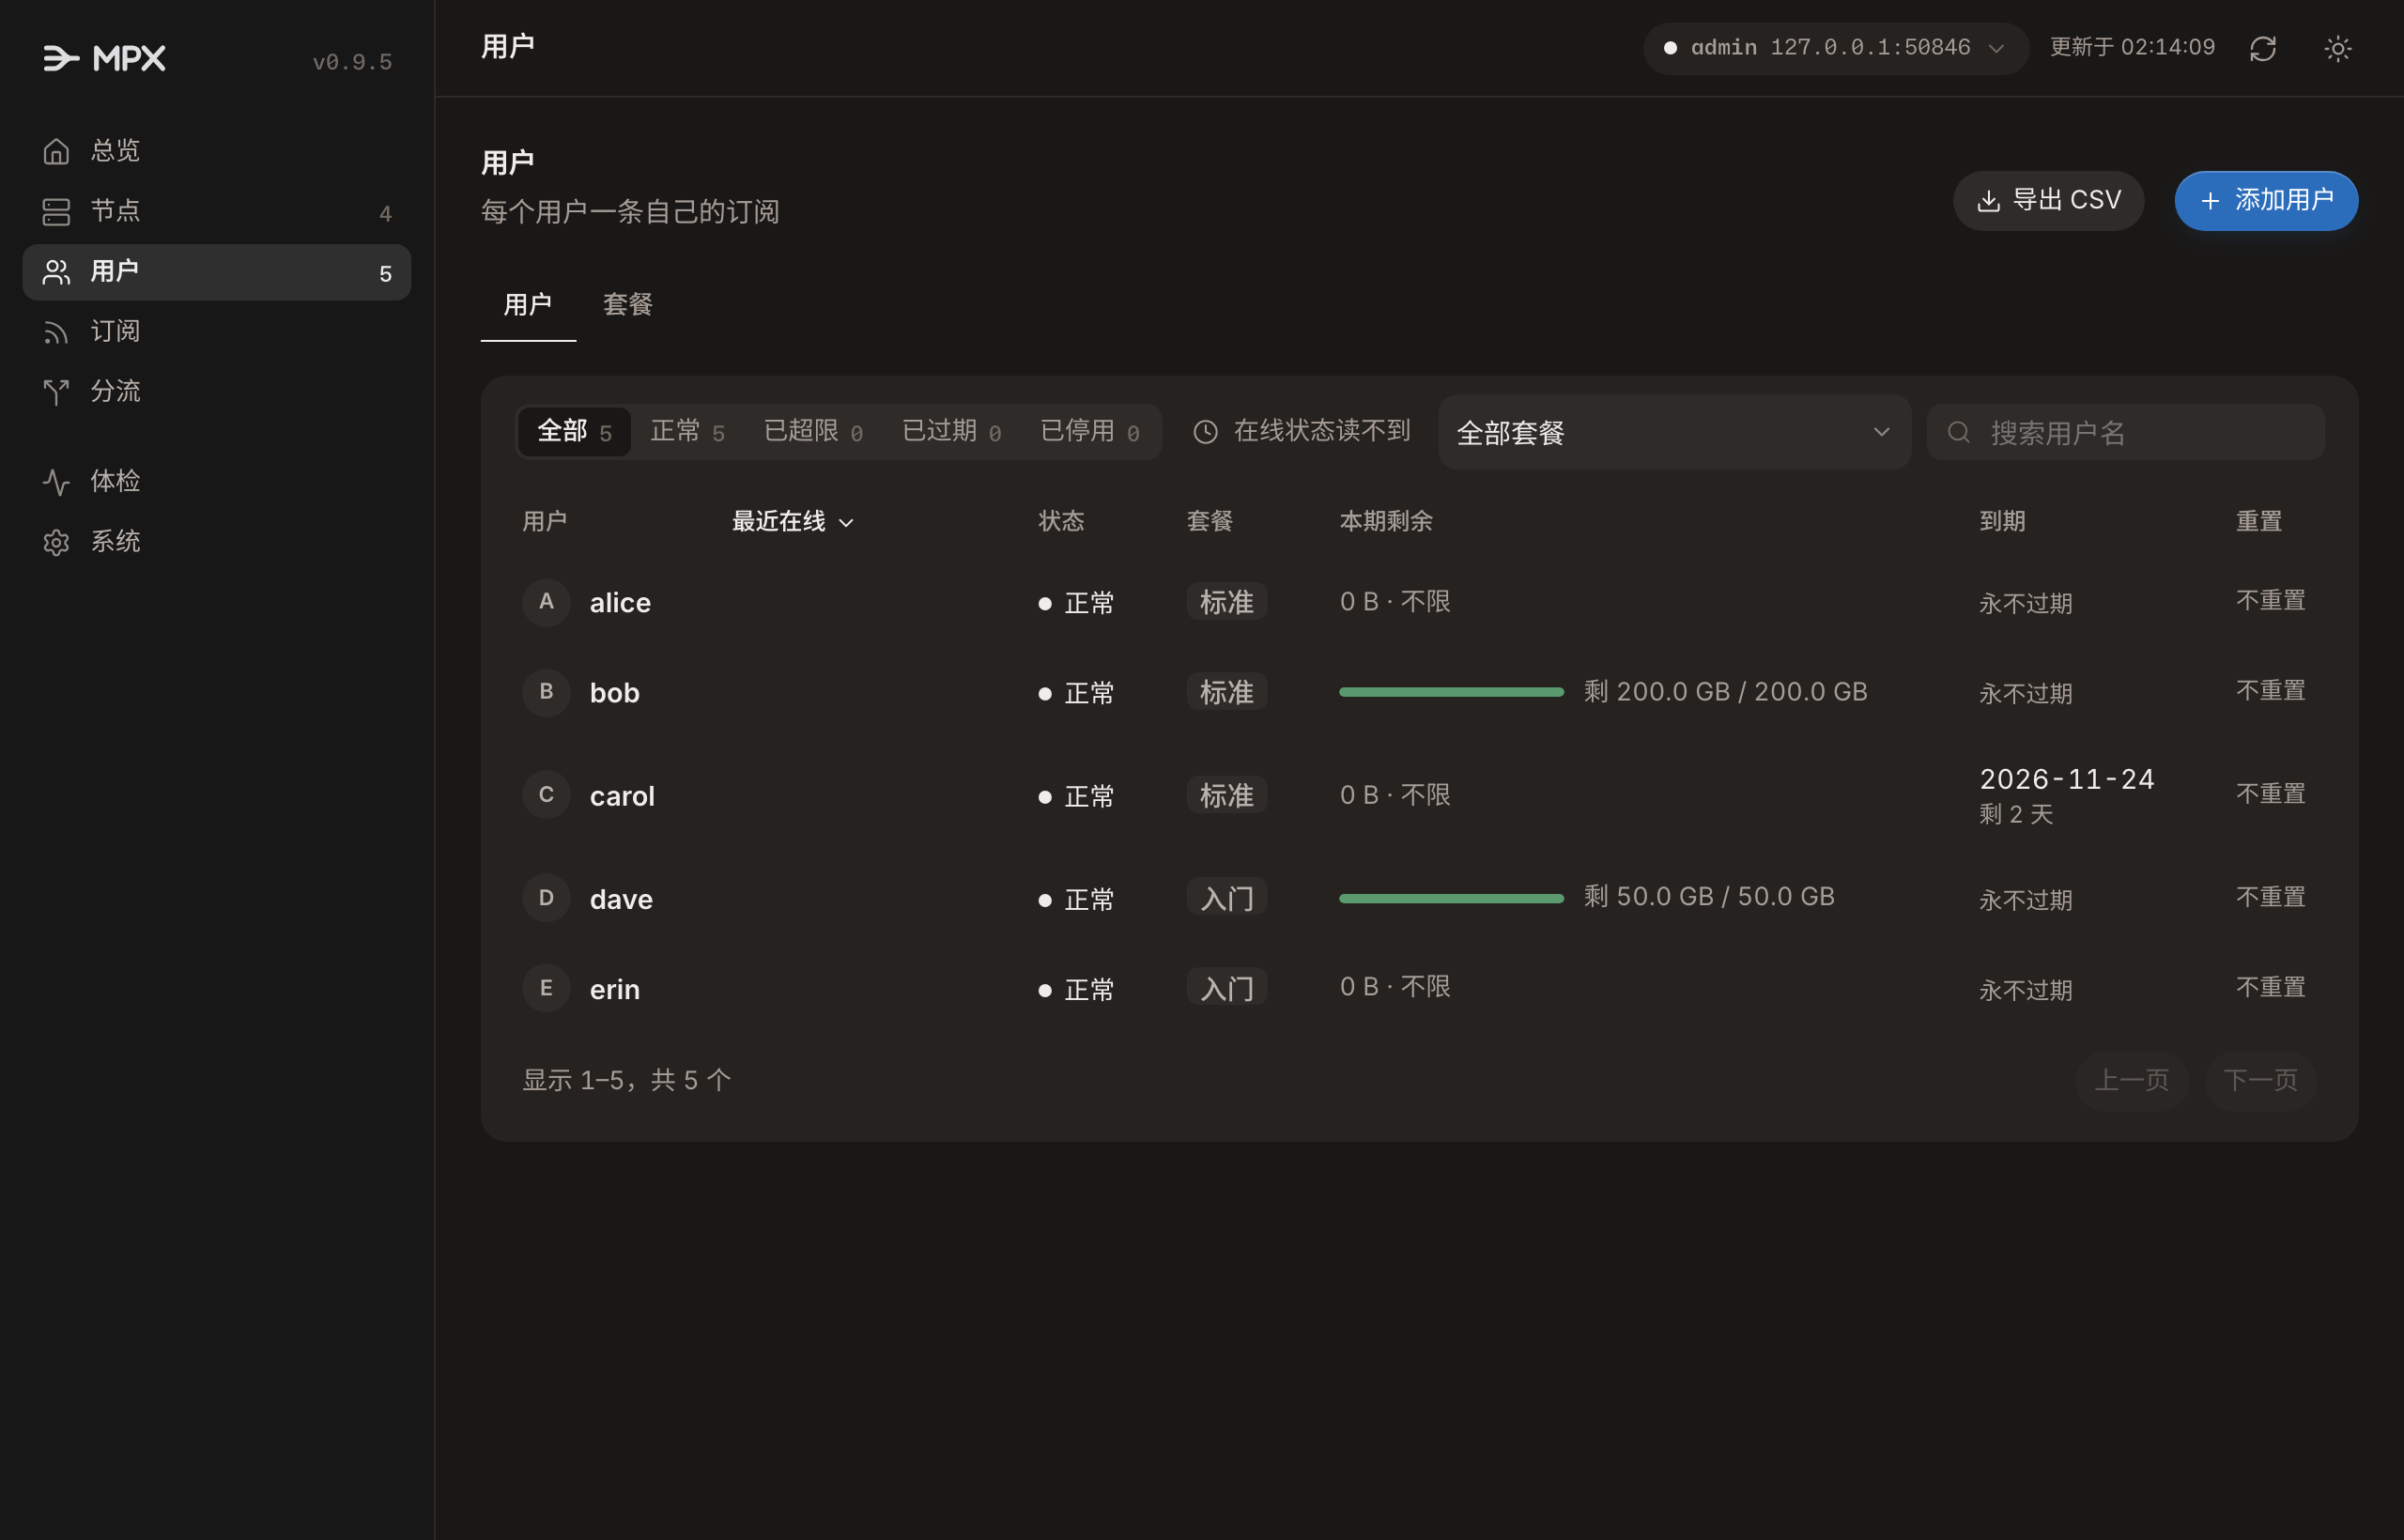 MPX v0.9.5
总览
节点 4
用户 5
订阅
分流
体检
系统
用户
admin 127.0.0.1:50846 更新于 02:14:09
用户
每个用户一条自己的订阅
导出 CSV
添加用户
用户 套餐
全部 5 正常 5 已超限 0 已过期 0 已停用 0 在线状态读不到 全部套餐 搜索用户名
用户 最近在线 状态 套餐 本期剩余 到期 重置
A alice 正常 标准 0 B · 不限 永不过期 不重置
B bob 正常 标准 剩 200.0 GB / 200.0 GB 永不过期 不重置
C carol 正常 标准 0 B · 不限 2026-11-24 不重置
剩 2 天
D dave 正常 入门 剩 50.0 GB / 50.0 GB 永不过期 不重置
E erin 正常 入门 0 B · 不限 永不过期 不重置
显示 1–5，共 5 个 上一页 下一页